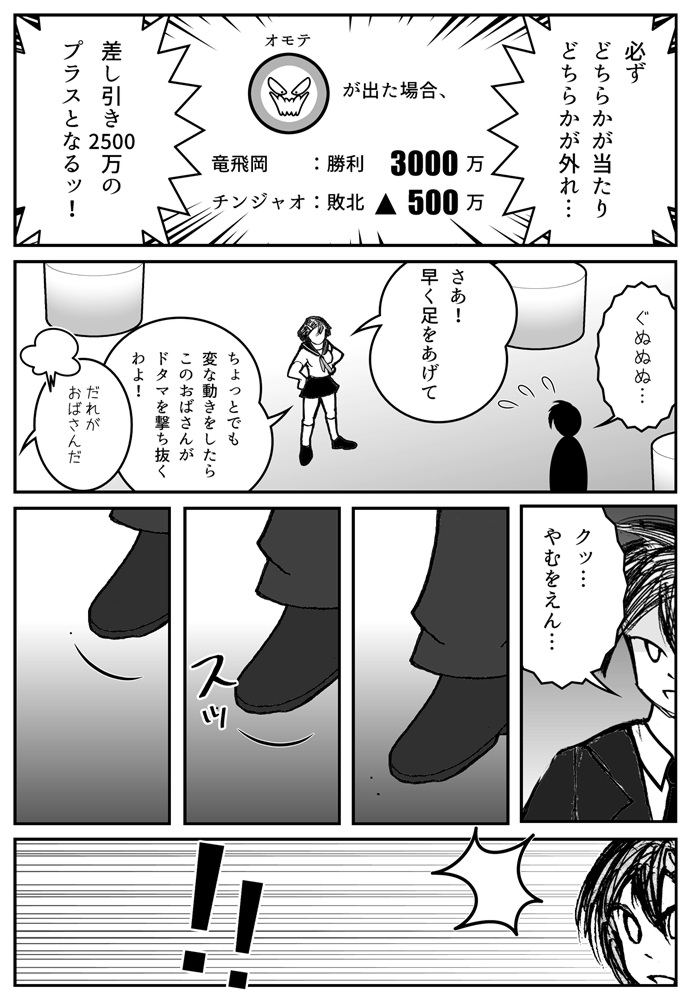 必ず
どちらかが当たり
どちらかが外れ…
オモテ
が出た場合、
竜飛岡　：勝利　3000万
チンジャオ：敗北　▲500万
差し引き
2500万の
プラスとなるッ！
ぐぬぬぬ…
さあ！
早く足をあげて
ちょっとでも
変な動きをしたら
このおばさんが
ドタマを撃ち抜く
わよ！
だれが
おばさんだ
クッ…
やむをえん…
スッ
!!